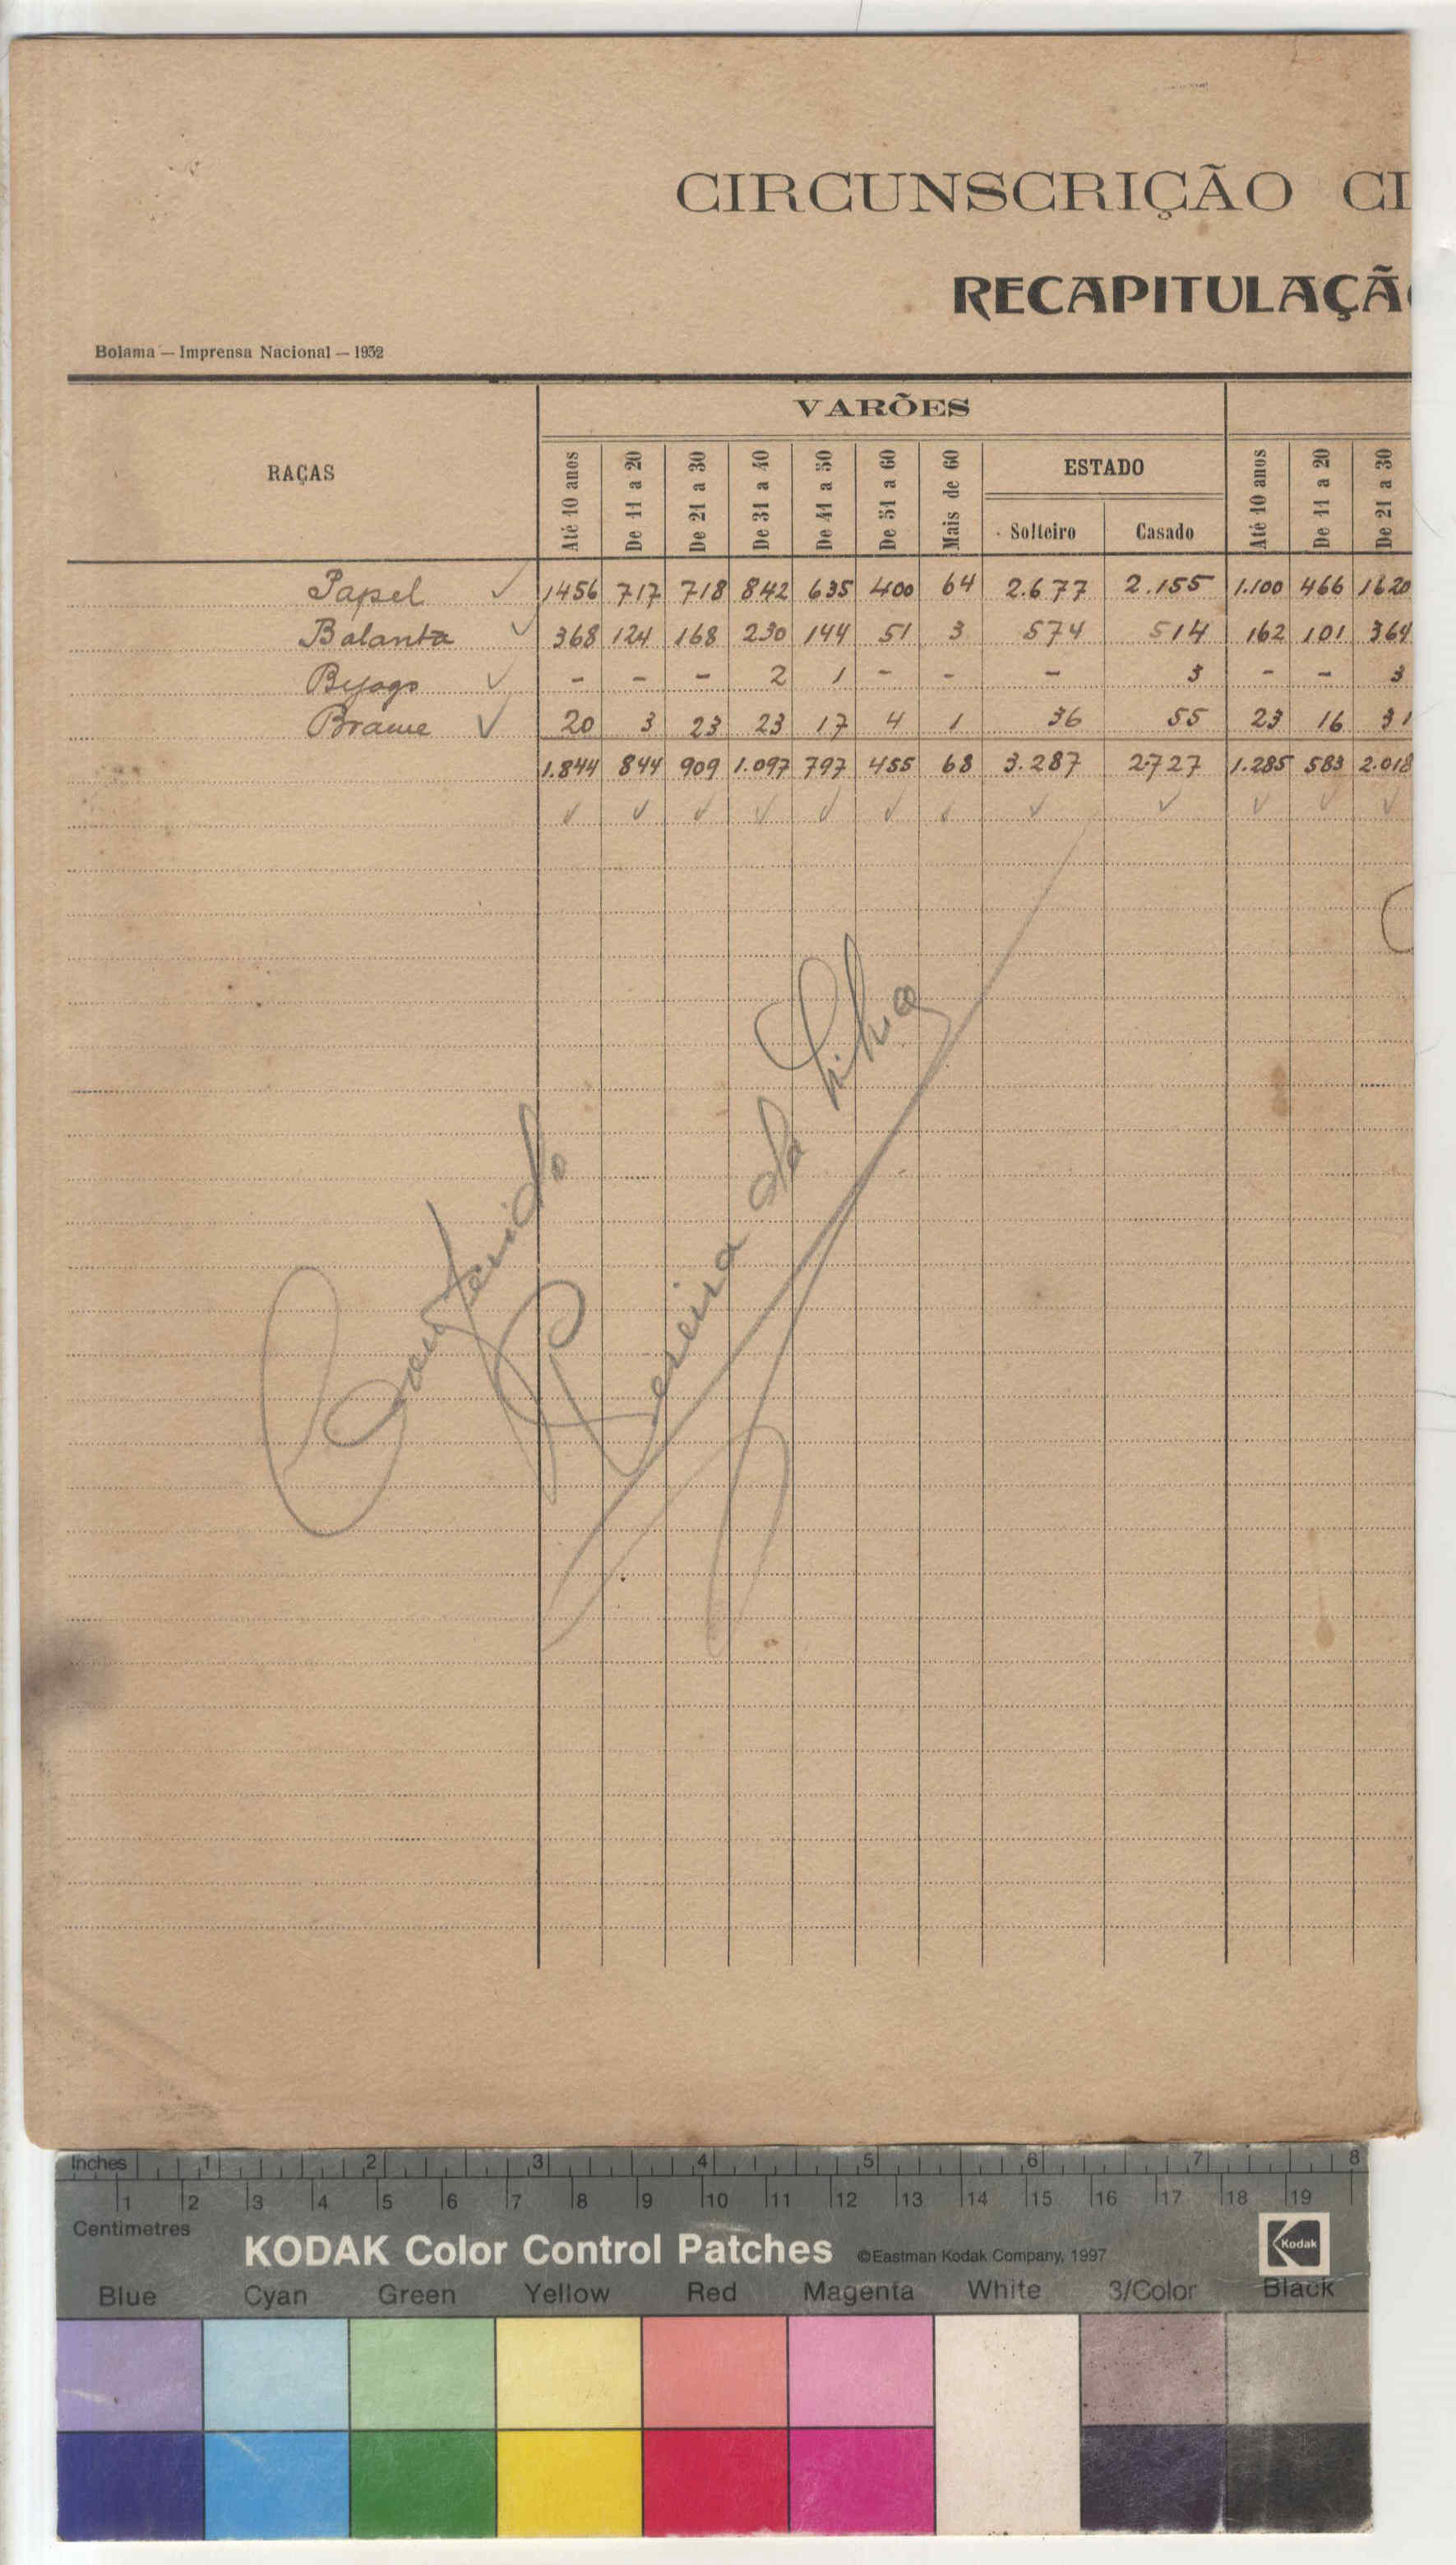 CIRCUNSCRIÇÃO CI
RECAPITULAÇÃ
Bolama — Imprensa Nacional — 1932
RAÇAS
VARÕES
Até 10 anos De 11 a 20 De 21 a 30 De 31 a 40 De 41 a 50 De 51 a 60 Mais de 60 ESTADO Até 10 anos De 11 a 20 De 21 a 30
Solteiro Casado
Papel 1456 717 718 842 635 400 64 2.677 2.155 1.100 466 1620
Balanta 368 124 168 230 144 51 3 574 514 162 101 364
Byogo - - - 2 1 - - - 3 - - 3
Brame 20 3 23 23 17 4 1 36 55 23 16 31
1.844 844 909 1.097 797 455 68 3.287 2727 1.285 583 2.018
Conferido
Pereira da Silva
Inches 1 2 3 4 5 6 7 8
1 2 3 4 5 6 7 8 9 10 11 12 13 14 15 16 17 18 19
Centimetres
KODAK Color Control Patches ©Eastman Kodak Company, 1997 Kodak
Blue Cyan Green Yellow Red Magenta White 3/Color Black